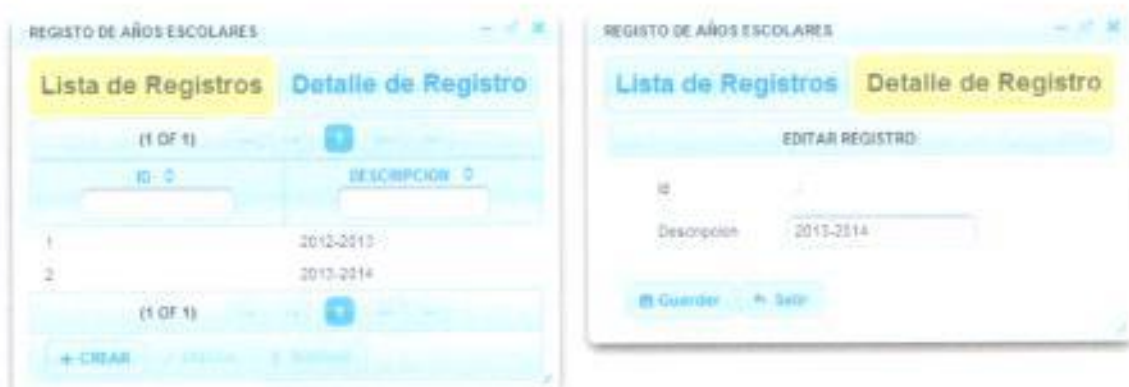 REGISTO DE AÑOS ESCOLARES
Lista de Registros Detalle de Registro
(1 OF 1) 1
ID DESCRIPCION
1 2012-2013
2 2013-2014
(1 OF 1) 1
+ CREAR
REGISTO DE AÑOS ESCOLARES
Lista de Registros Detalle de Registro
EDITAR REGISTRO
Id
Descripcion 2013-2014
Guardar Salir